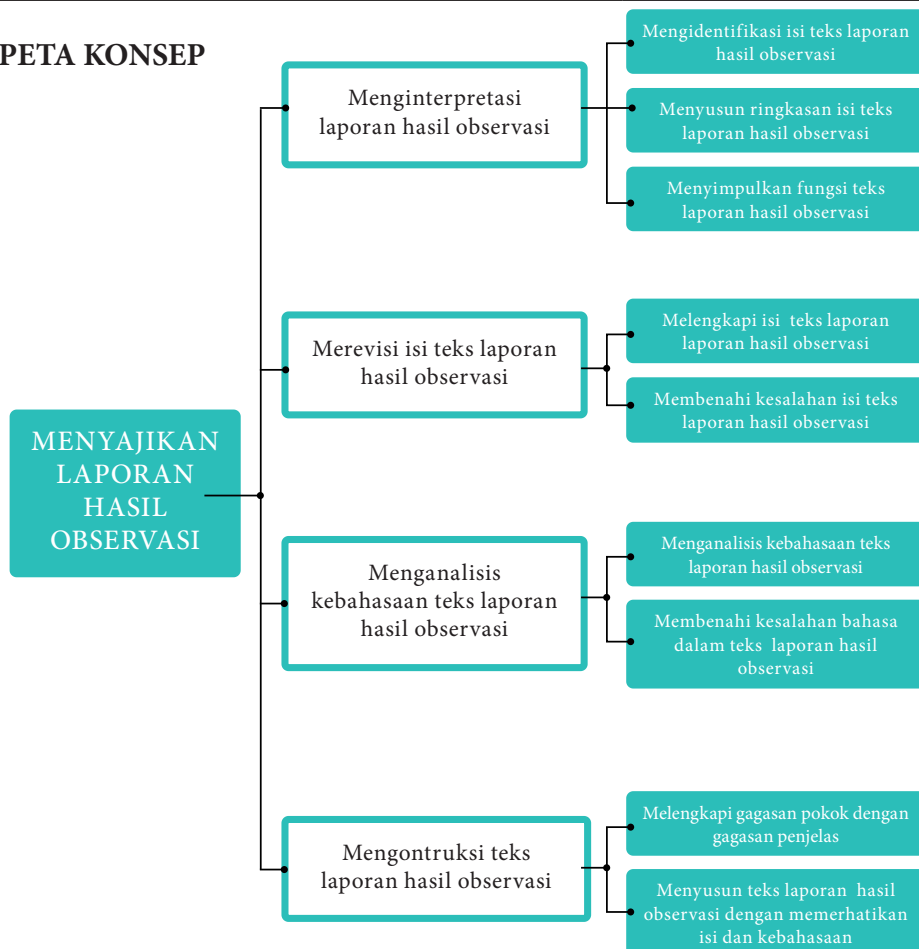 PETA KONSEP
MENYAJIKAN
LAPORAN
HASIL
OBSERVASI
Menginterpretasi
laporan hasil observasi
Mengidentifikasi isi teks laporan
hasil observasi
Menyusun ringkasan isi teks
laporan hasil observasi
Menyimpulkan fungsi teks
laporan hasil observasi
Merevisi isi teks laporan
hasil observasi
Melengkapi isi teks laporan
laporan hasil observasi
Membenahi kesalahan isi teks
laporan hasil observasi
Menganalisis
kebahasaan teks laporan
hasil observasi
Menganalisis kebahasaan teks
laporan hasil observasi
Membenahi kesalahan bahasa
dalam teks laporan hasil
observasi
Mengontruksi teks
laporan hasil observasi
Melengkapi gagasan pokok dengan
gagasan penjelas
Menyusun teks laporan hasil
observasi dengan memerhatikan
isi dan kebahasaan